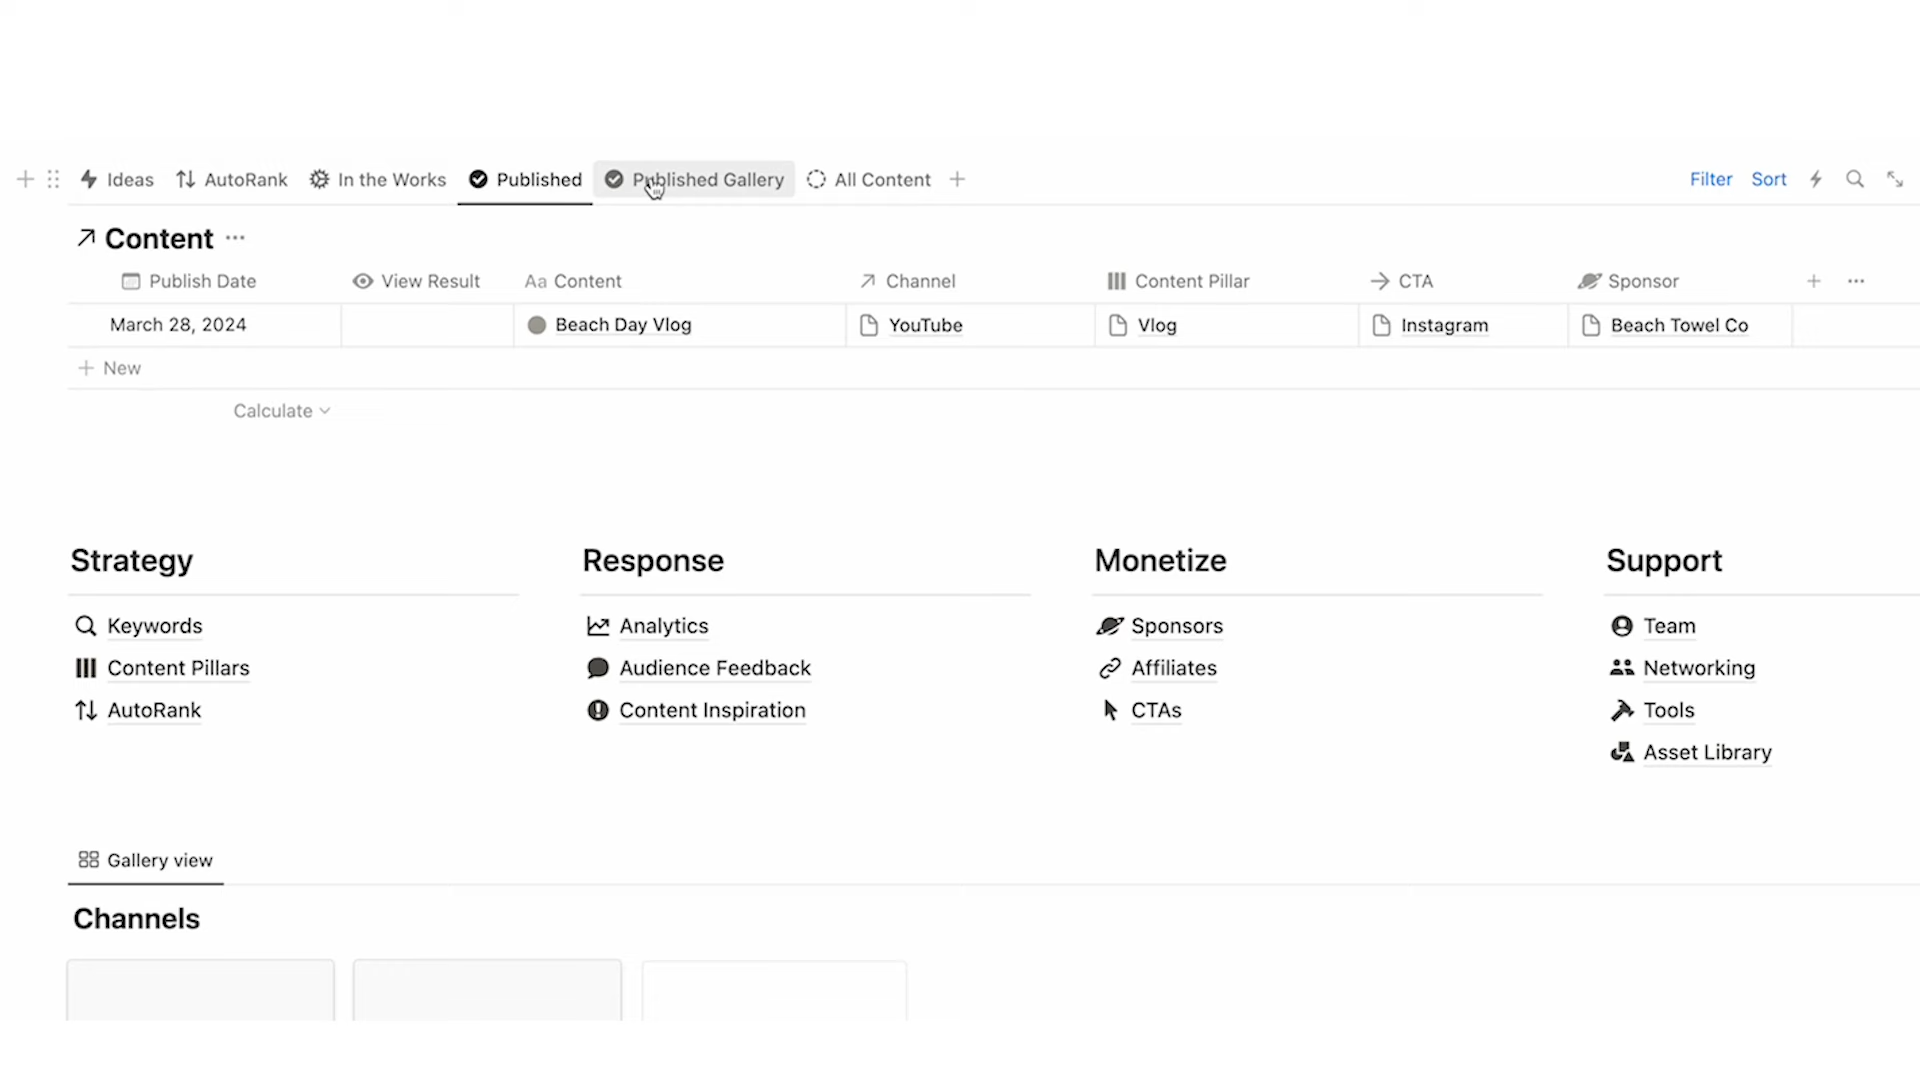 Ideas AutoRank In the Works Published Published Gallery All Content Filter Sort
Content
Publish Date View Result Aa Content Channel Content Pillar CTA Sponsor
March 28, 2024 Beach Day Vlog YouTube Vlog Instagram Beach Towel Co
New
Calculate
Strategy Response Monetize Support
Keywords Analytics Sponsors Team
Content Pillars Audience Feedback Affiliates Networking
AutoRank Content Inspiration CTAs Tools
Asset Library
Gallery view
Channels